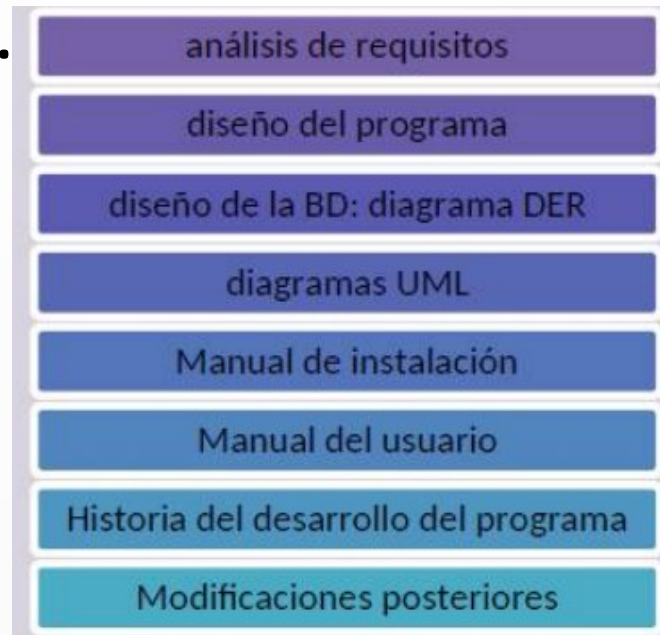 análisis de requisitos
diseño del programa
diseño de la BD: diagrama DER
diagramas UML
Manual de instalación
Manual del usuario
Historia del desarrollo del programa
Modificaciones posteriores